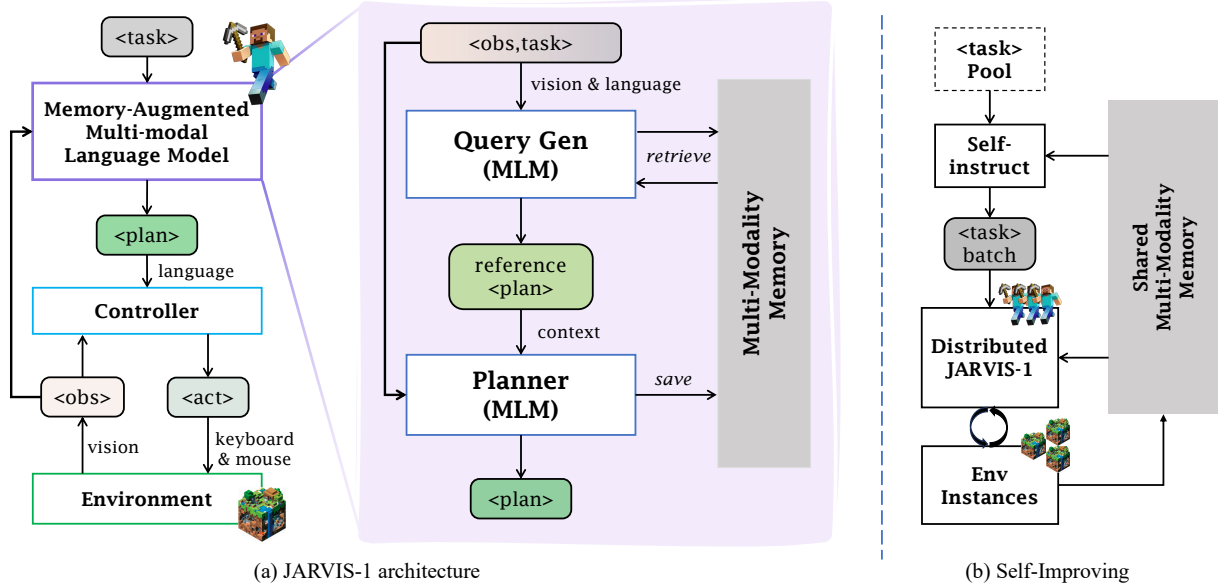 <task>
Memory-Augmented
Multi-modal
Language Model
<plan>
language
Controller
<obs>
<act>
vision
keyboard
& mouse
Environment
<obs,task>
vision & language
Query Gen
(MLM)
retrieve
reference
<plan>
context
Planner
(MLM)
save
<plan>
Multi-Modality
Memory
(a) JARVIS-1 architecture
<task>
Pool
Self-
instruct
<task>
batch
Distributed
JARVIS-1
Env
Instances
Shared
Multi-Modality
Memory
(b) Self-Improving